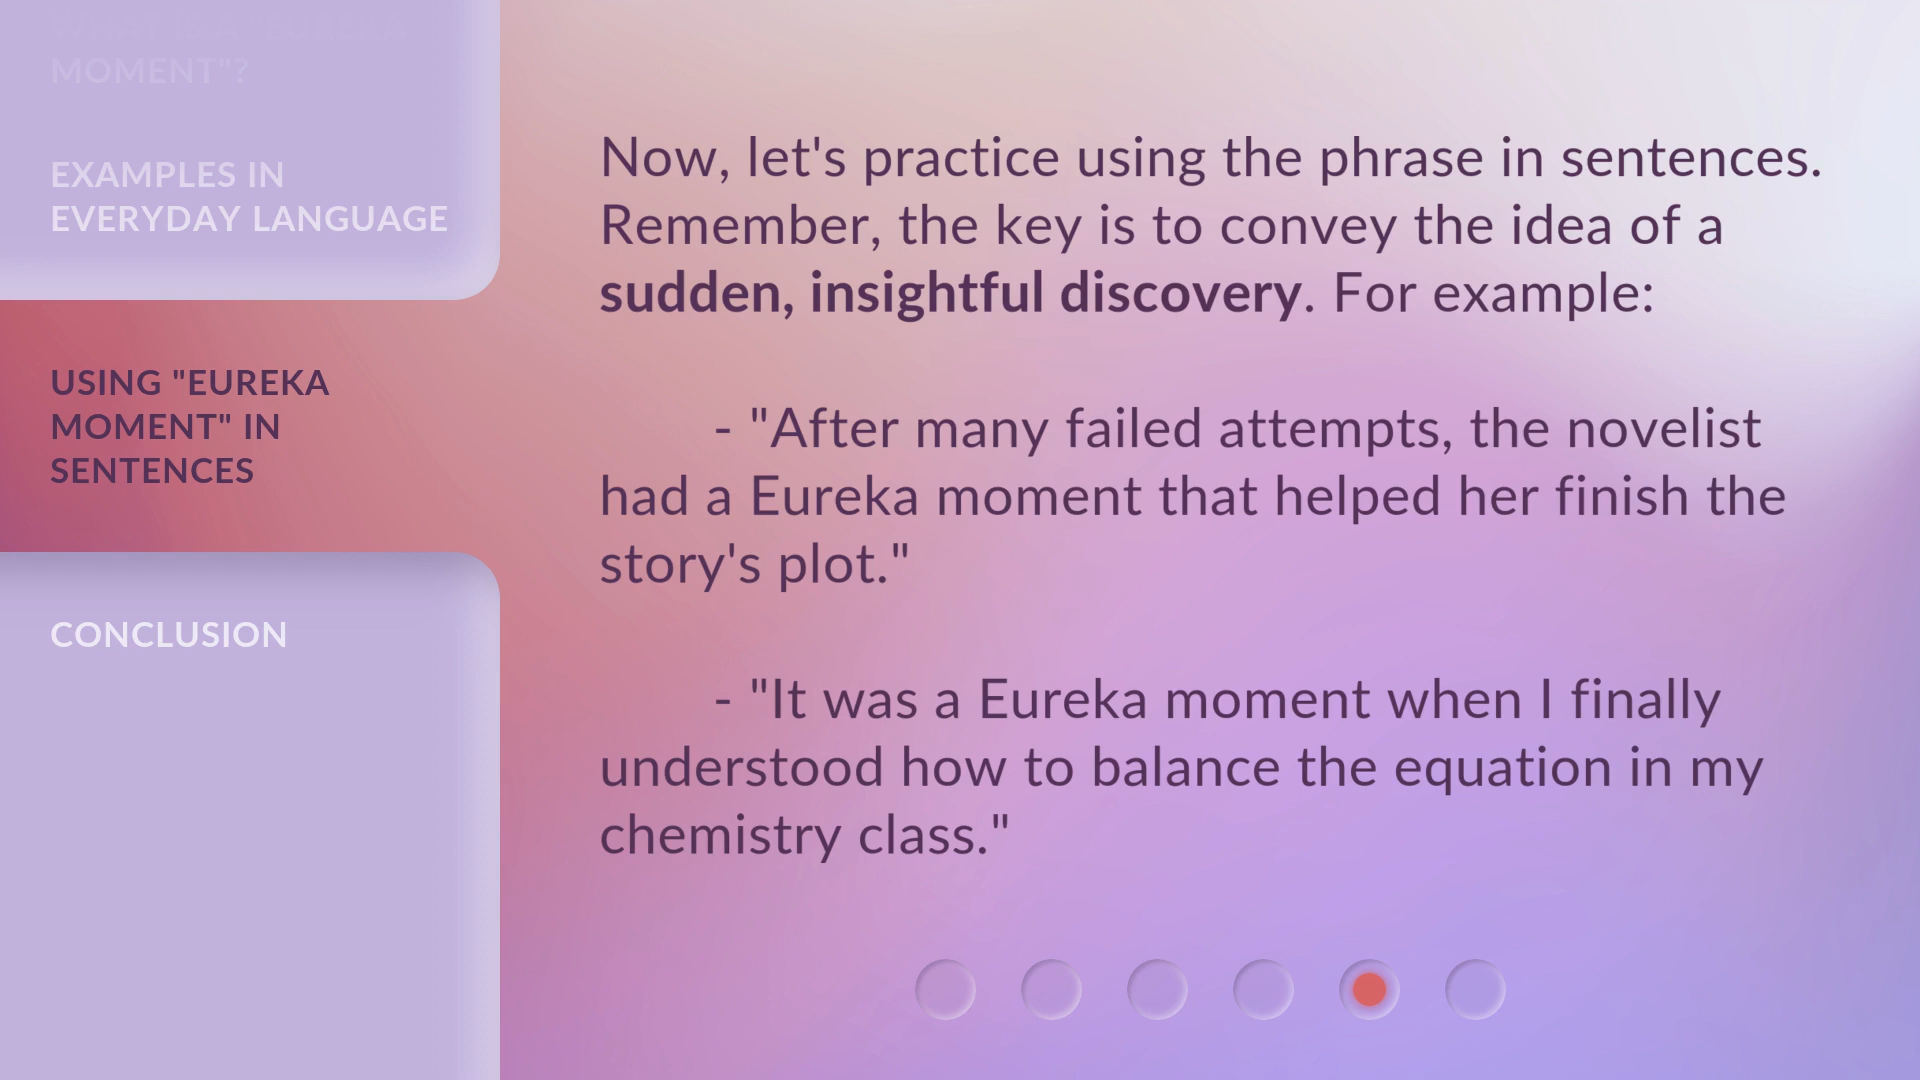 WHAT IS A "EUREKA
MOMENT"?
EXAMPLES IN
EVERYDAY LANGUAGE
USING "EUREKA
MOMENT" IN
SENTENCES
CONCLUSION
Now, let's practice using the phrase in sentences.
Remember, the key is to convey the idea of a
sudden, insightful discovery. For example:
- "After many failed attempts, the novelist
had a Eureka moment that helped her finish the
story's plot."
- "It was a Eureka moment when I finally
understood how to balance the equation in my
chemistry class."